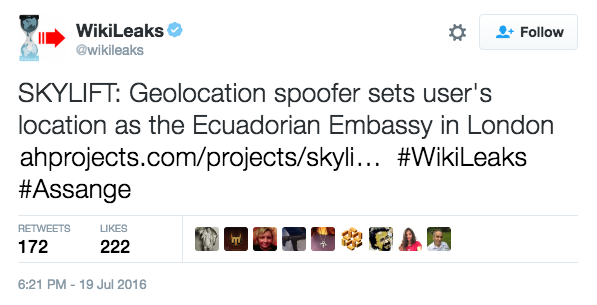 WikiLeaks
@wikileaks
Follow
SKYLIFT: Geolocation spoofer sets user's
location as the Ecuadorian Embassy in London
ahprojects.com/projects/skyli… #WikiLeaks
#Assange
RETWEETS LIKES
172 222
6:21 PM - 19 Jul 2016